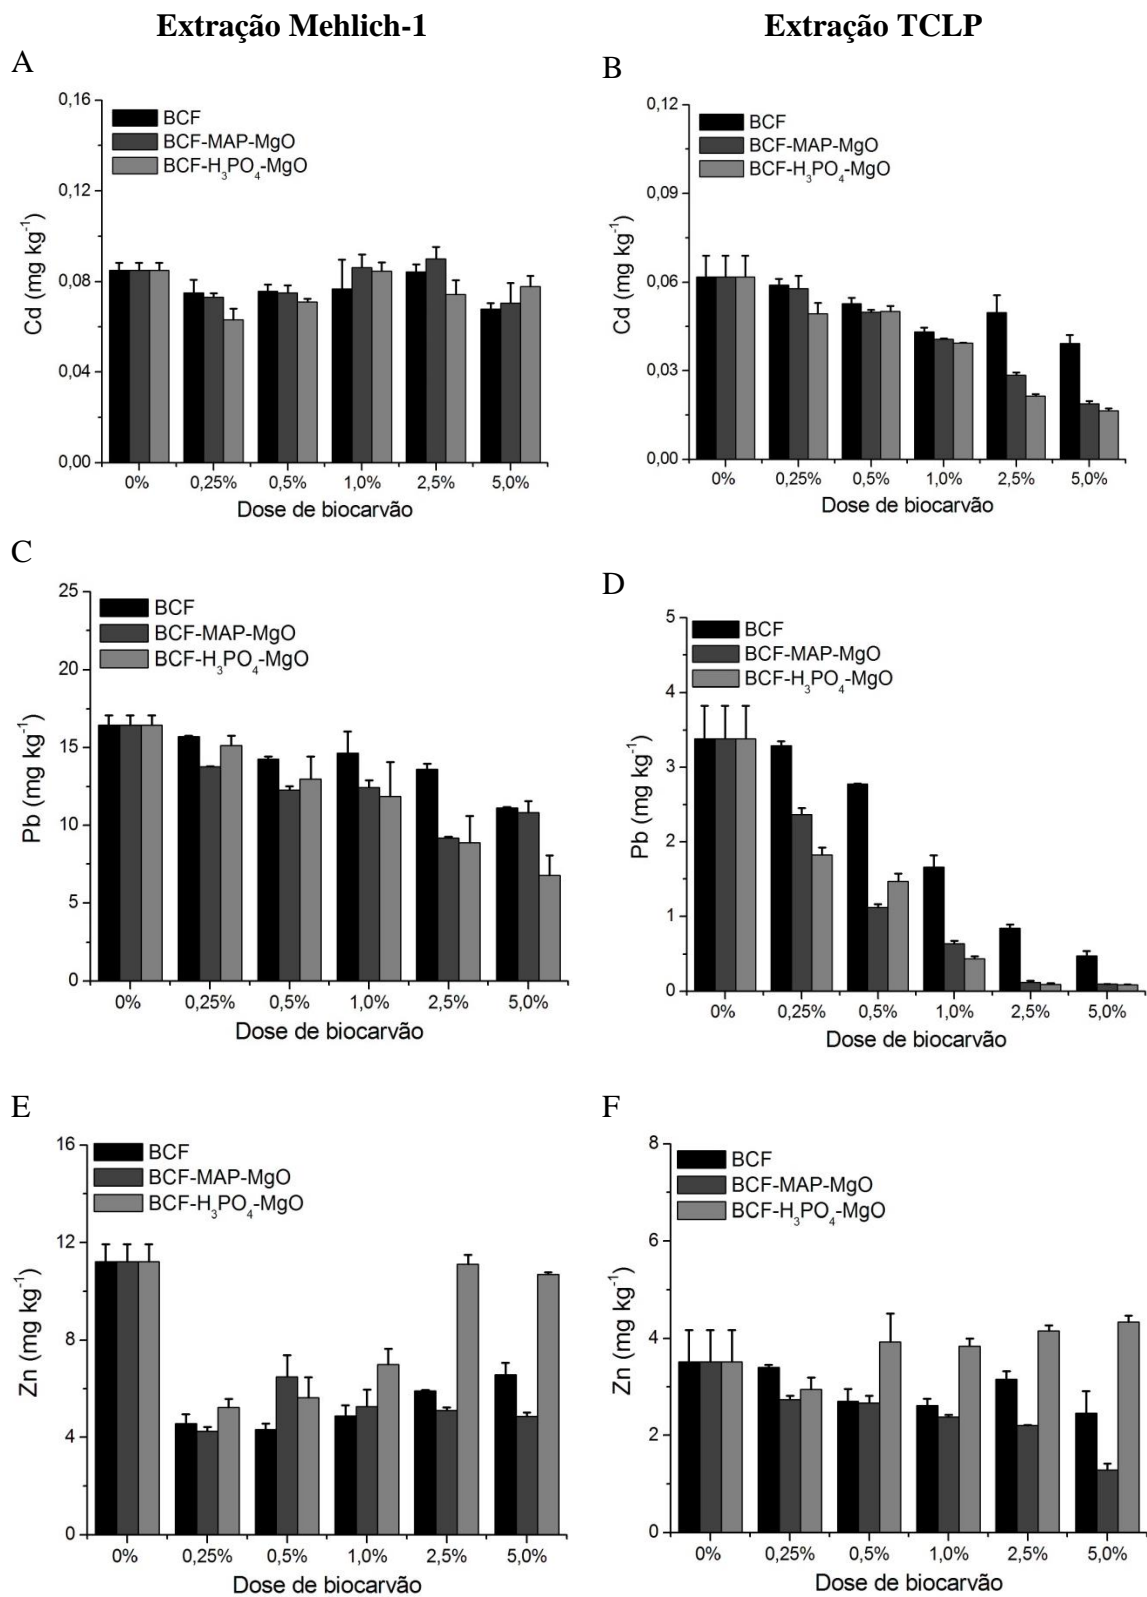 Extração Mehlich-1
Extração TCLP
A
0,16
0,12
0,08
0,04
0,00
Cd (mg kg⁻¹)
BCF
BCF-MAP-MgO
BCF-H₃PO₄-MgO
0% 0,25% 0,5% 1,0% 2,5% 5,0%
Dose de biocarvão
B
0,12
0,09
0,06
0,03
0,00
Cd (mg kg⁻¹)
BCF
BCF-MAP-MgO
BCF-H₃PO₄-MgO
0% 0,25% 0,5% 1,0% 2,5% 5,0%
Dose de biocarvão
C
25
20
15
10
5
0
Pb (mg kg⁻¹)
BCF
BCF-MAP-MgO
BCF-H₃PO₄-MgO
0% 0,25% 0,5% 1,0% 2,5% 5,0%
Dose de biocarvão
D
5
4
3
2
1
0
Pb (mg kg⁻¹)
BCF
BCF-MAP-MgO
BCF-H₃PO₄-MgO
0% 0,25% 0,5% 1,0% 2,5% 5,0%
Dose de biocarvão
E
16
12
8
4
0
Zn (mg kg⁻¹)
BCF
BCF-MAP-MgO
BCF-H₃PO₄-MgO
0% 0,25% 0,5% 1,0% 2,5% 5,0%
Dose de biocarvão
F
8
6
4
2
0
Zn (mg kg⁻¹)
BCF
BCF-MAP-MgO
BCF-H₃PO₄-MgO
0% 0,25% 0,5% 1,0% 2,5% 5,0%
Dose de biocarvão